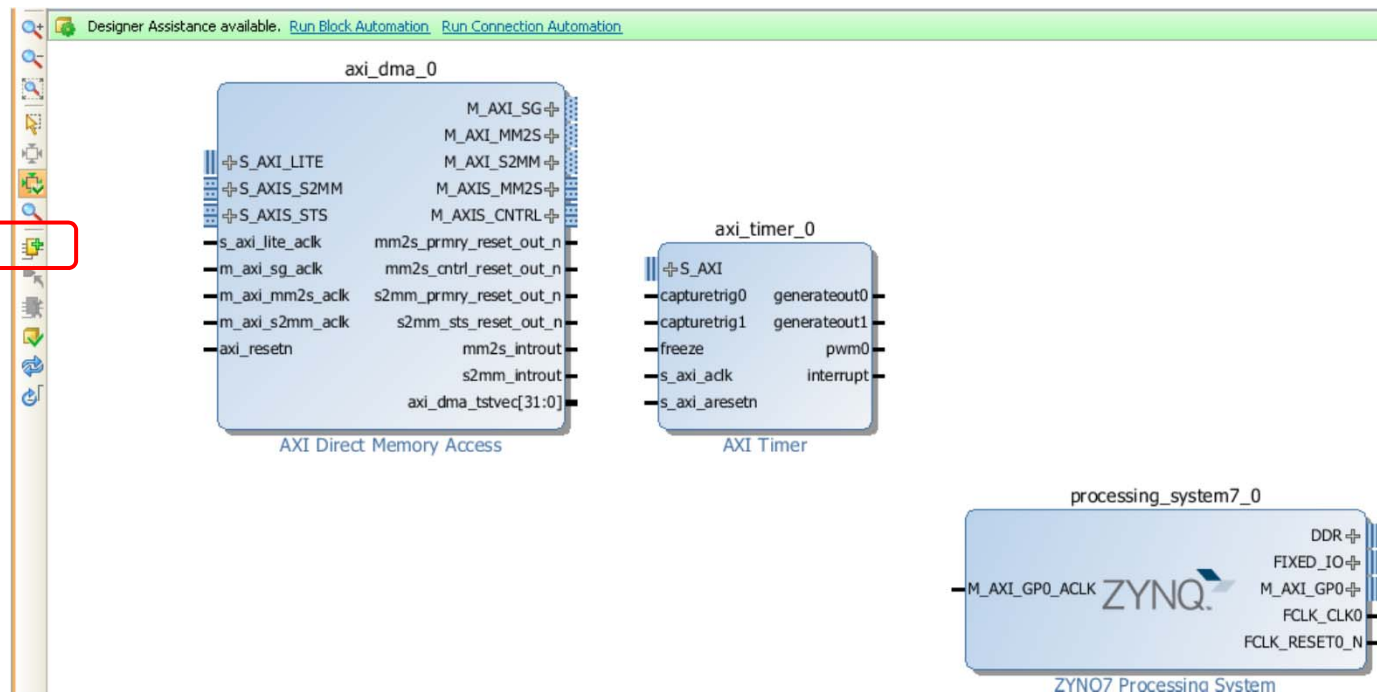 Designer Assistance available. Run Block Automation Run Connection Automation
axi_dma_0
M_AXI_SG
M_AXI_MM2S
S_AXI_LITE M_AXI_S2MM
S_AXIS_S2MM M_AXIS_MM2S
S_AXIS_STS M_AXIS_CNTRL
s_axi_lite_aclk mm2s_prmry_reset_out_n
m_axi_sg_aclk mm2s_cntrl_reset_out_n
m_axi_mm2s_aclk s2mm_prmry_reset_out_n
m_axi_s2mm_aclk s2mm_sts_reset_out_n
axi_resetn mm2s_introut
s2mm_introut
axi_dma_tstvec[31:0]
AXI Direct Memory Access
axi_timer_0
S_AXI
capturetrig0 generateout0
capturetrig1 generateout1
freeze pwm0
s_axi_aclk interrupt
s_axi_aresetn
AXI Timer
processing_system7_0
DDR
FIXED_IO
M_AXI_GP0_ACLK ZYNQ M_AXI_GP0
FCLK_CLK0
FCLK_RESET0_N
ZYNQ7 Processing System